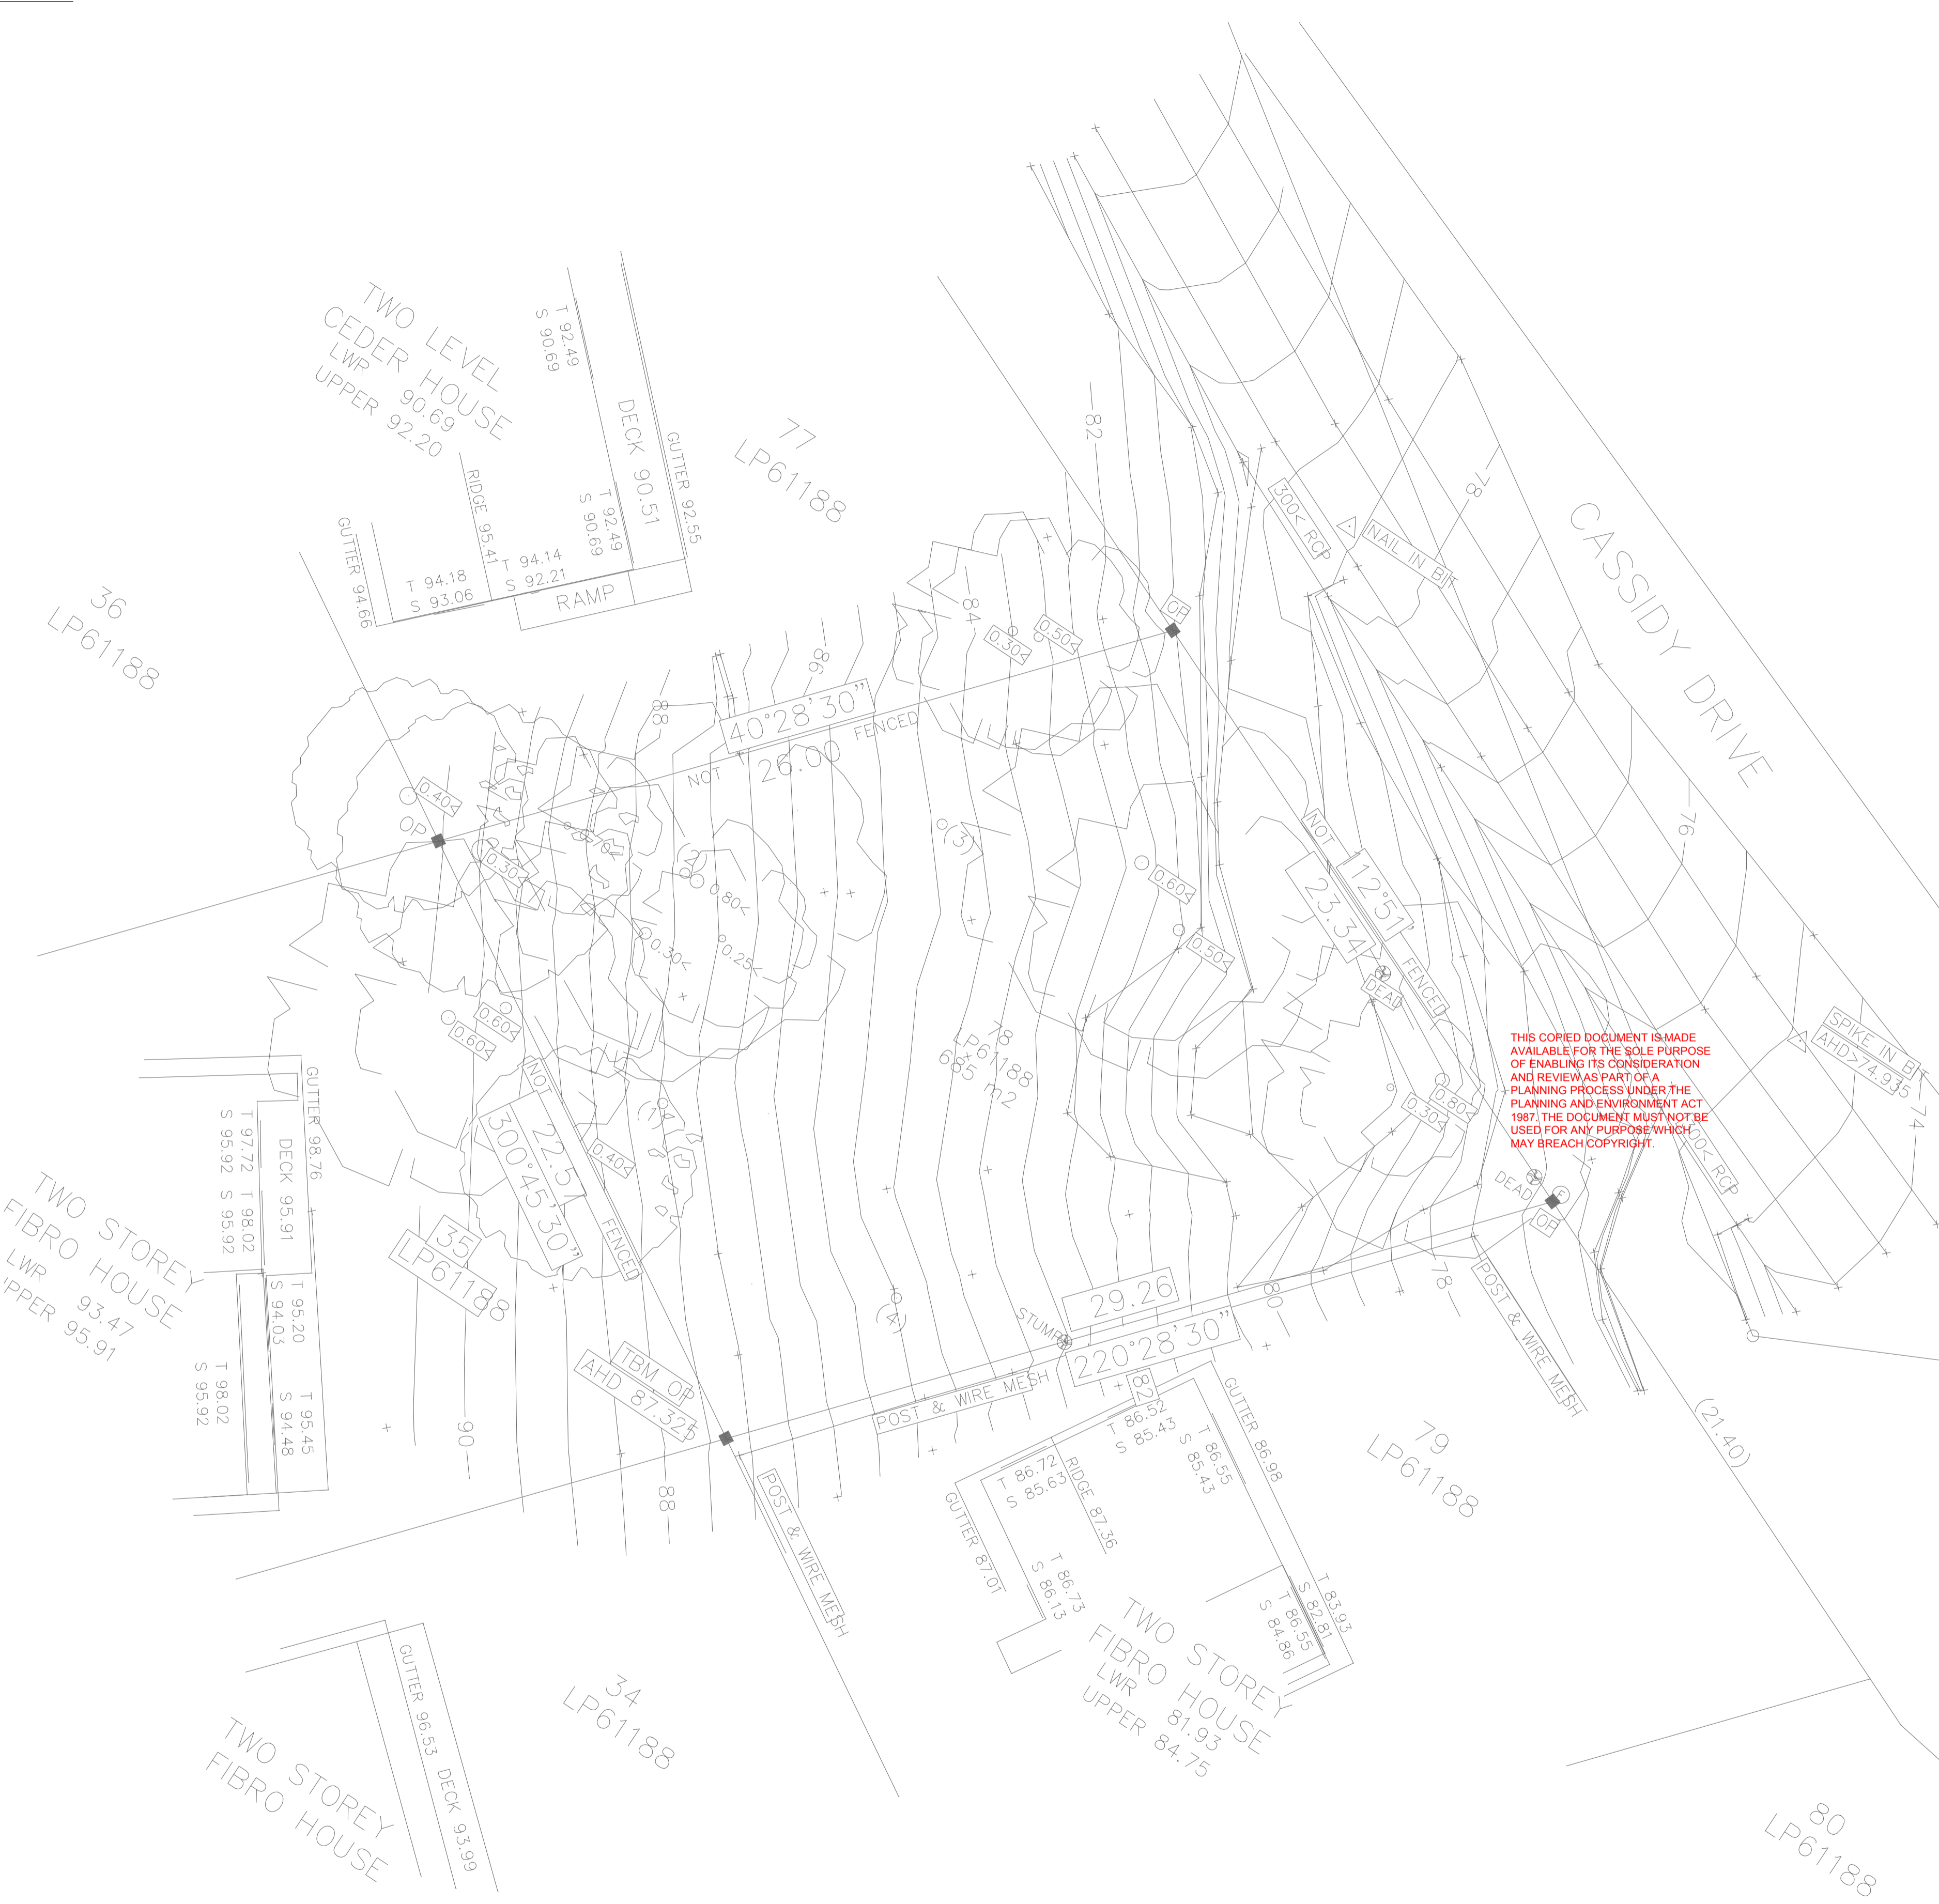 TWO LEVEL
CEDER HOUSE
LWR 90.69
UPPER 92.20
T 92.49
S 90.69
DECK 90.51
GUTTER 92.55
RIDGE 95.41
T 92.49
S 90.69
GUTTER 94.66
T 94.18
S 93.06
T 94.14
S 92.21
RAMP
77
LP61188
36
LP61188
82
84
86
88
0.30<
0.50<
OP
300< RCP
NAIL IN BIT
78
CASSIDY DRIVE
76
40°28'30"
NOT 26.00 FENCED
0.40<
OP
0.30<
(2)
0.80<
0.30<
0.25<
(3)
0.60<
0.50<
NOT FENCED
12°51'
23.34
DEAD
78
LP61188
685 m2
0.60<
0.60<
NOT FENCED
22.57
300°45'30"
0.40<
(1)
35
LP61188
0.30<
0.80<
THIS COPIED DOCUMENT IS MADE
AVAILABLE FOR THE SOLE PURPOSE
OF ENABLING ITS CONSIDERATION
AND REVIEW AS PART OF A
PLANNING PROCESS UNDER THE
PLANNING AND ENVIRONMENT ACT
1987. THE DOCUMENT MUST NOT BE
USED FOR ANY PURPOSE WHICH
MAY BREACH COPYRIGHT.
SPIKE IN BIT
AHD>74.935
74
RCP
DEAD
F
OP
GUTTER 98.76
DECK 95.91
T 97.72
S 95.92
T 98.02
S 95.92
T 95.20
S 94.03
T 95.45
S 94.48
T 98.02
S 95.92
TWO STOREY
FIBRO HOUSE
LWR 93.47
UPPER 95.91
90
88
TBM OP
AHD 87.325
(4)
STUMP
29.26
220°28'30"
POST & WIRE MESH
80
78
POST & WIRE MESH
82
GUTTER 86.98
T 86.52
S 85.43
T 86.55
S 85.43
T 86.72
S 85.63
RIDGE 87.36
GUTTER 87.01
T 86.73
S 86.13
T 83.93
S 82.81
T 86.55
S 84.86
TWO STOREY
FIBRO HOUSE
LWR 81.93
UPPER 84.75
79
LP61188
(21.40)
POST & WIRE MESH
34
LP61188
GUTTER 96.53
DECK 93.99
TWO STOREY
FIBRO HOUSE
80
LP61188